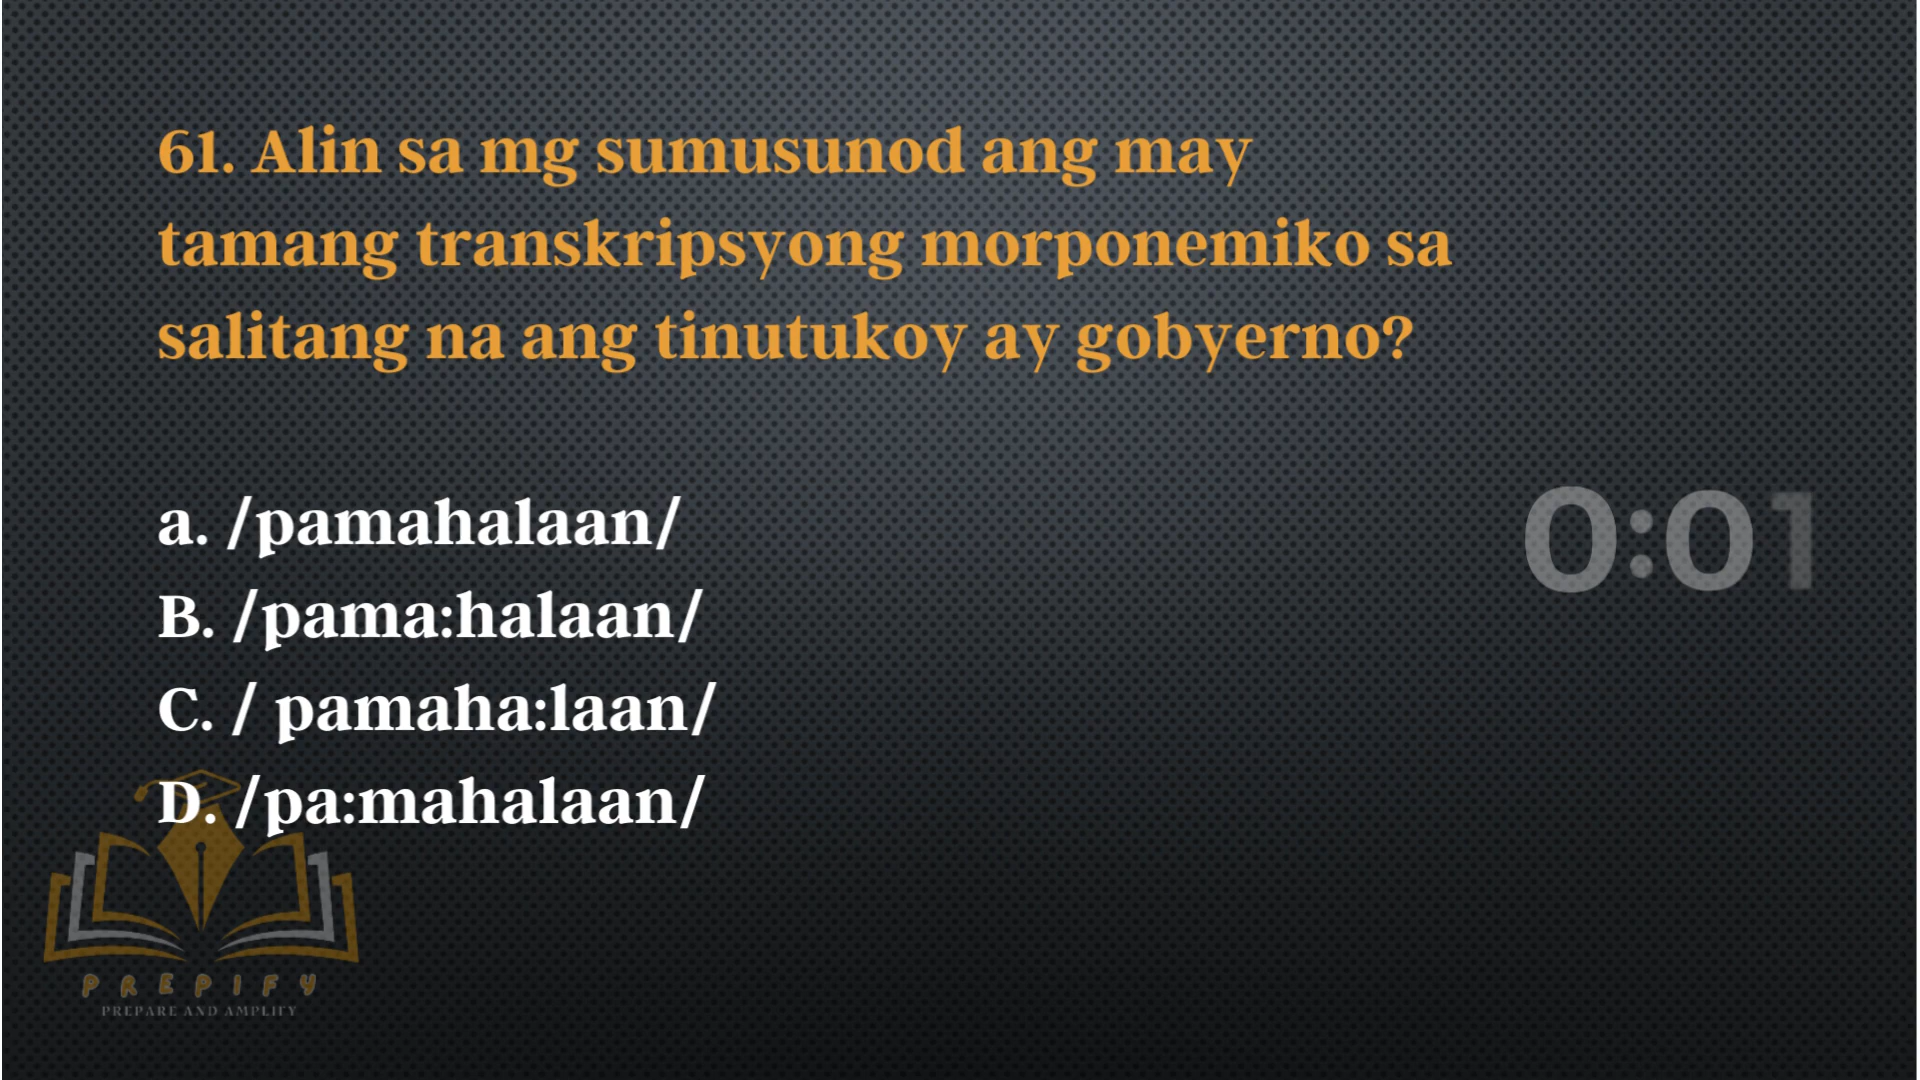 61. Alin sa mg sumusunod ang may
tamang transkripsyong morponemiko sa
salitang na ang tinutukoy ay gobyerno?
a. /pamahalaan/
B. /pama:halaan/
C. / pamaha:laan/
D. /pa:mahalaan/
0:01
PREPIFY
PREPARE AND AMPLIFY